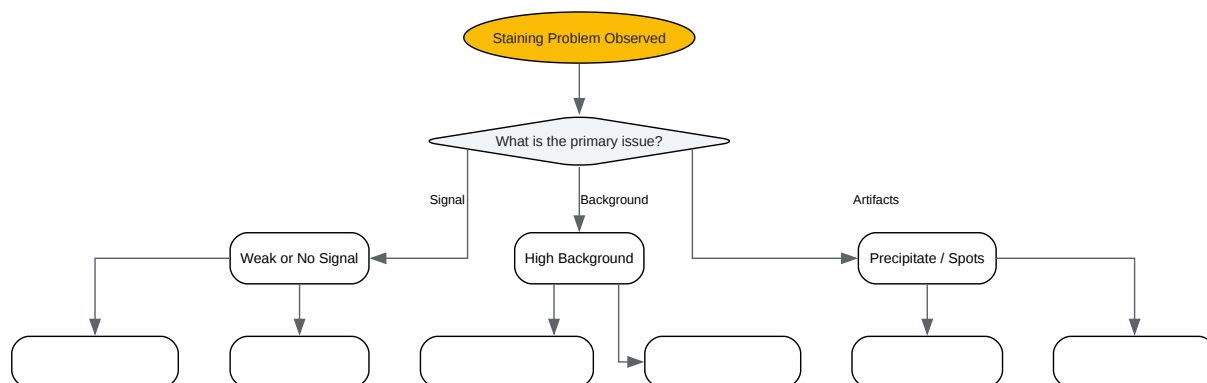 Staining Problem Observed
What is the primary issue?
Signal
Background
Artifacts
Weak or No Signal
High Background
Precipitate / Spots